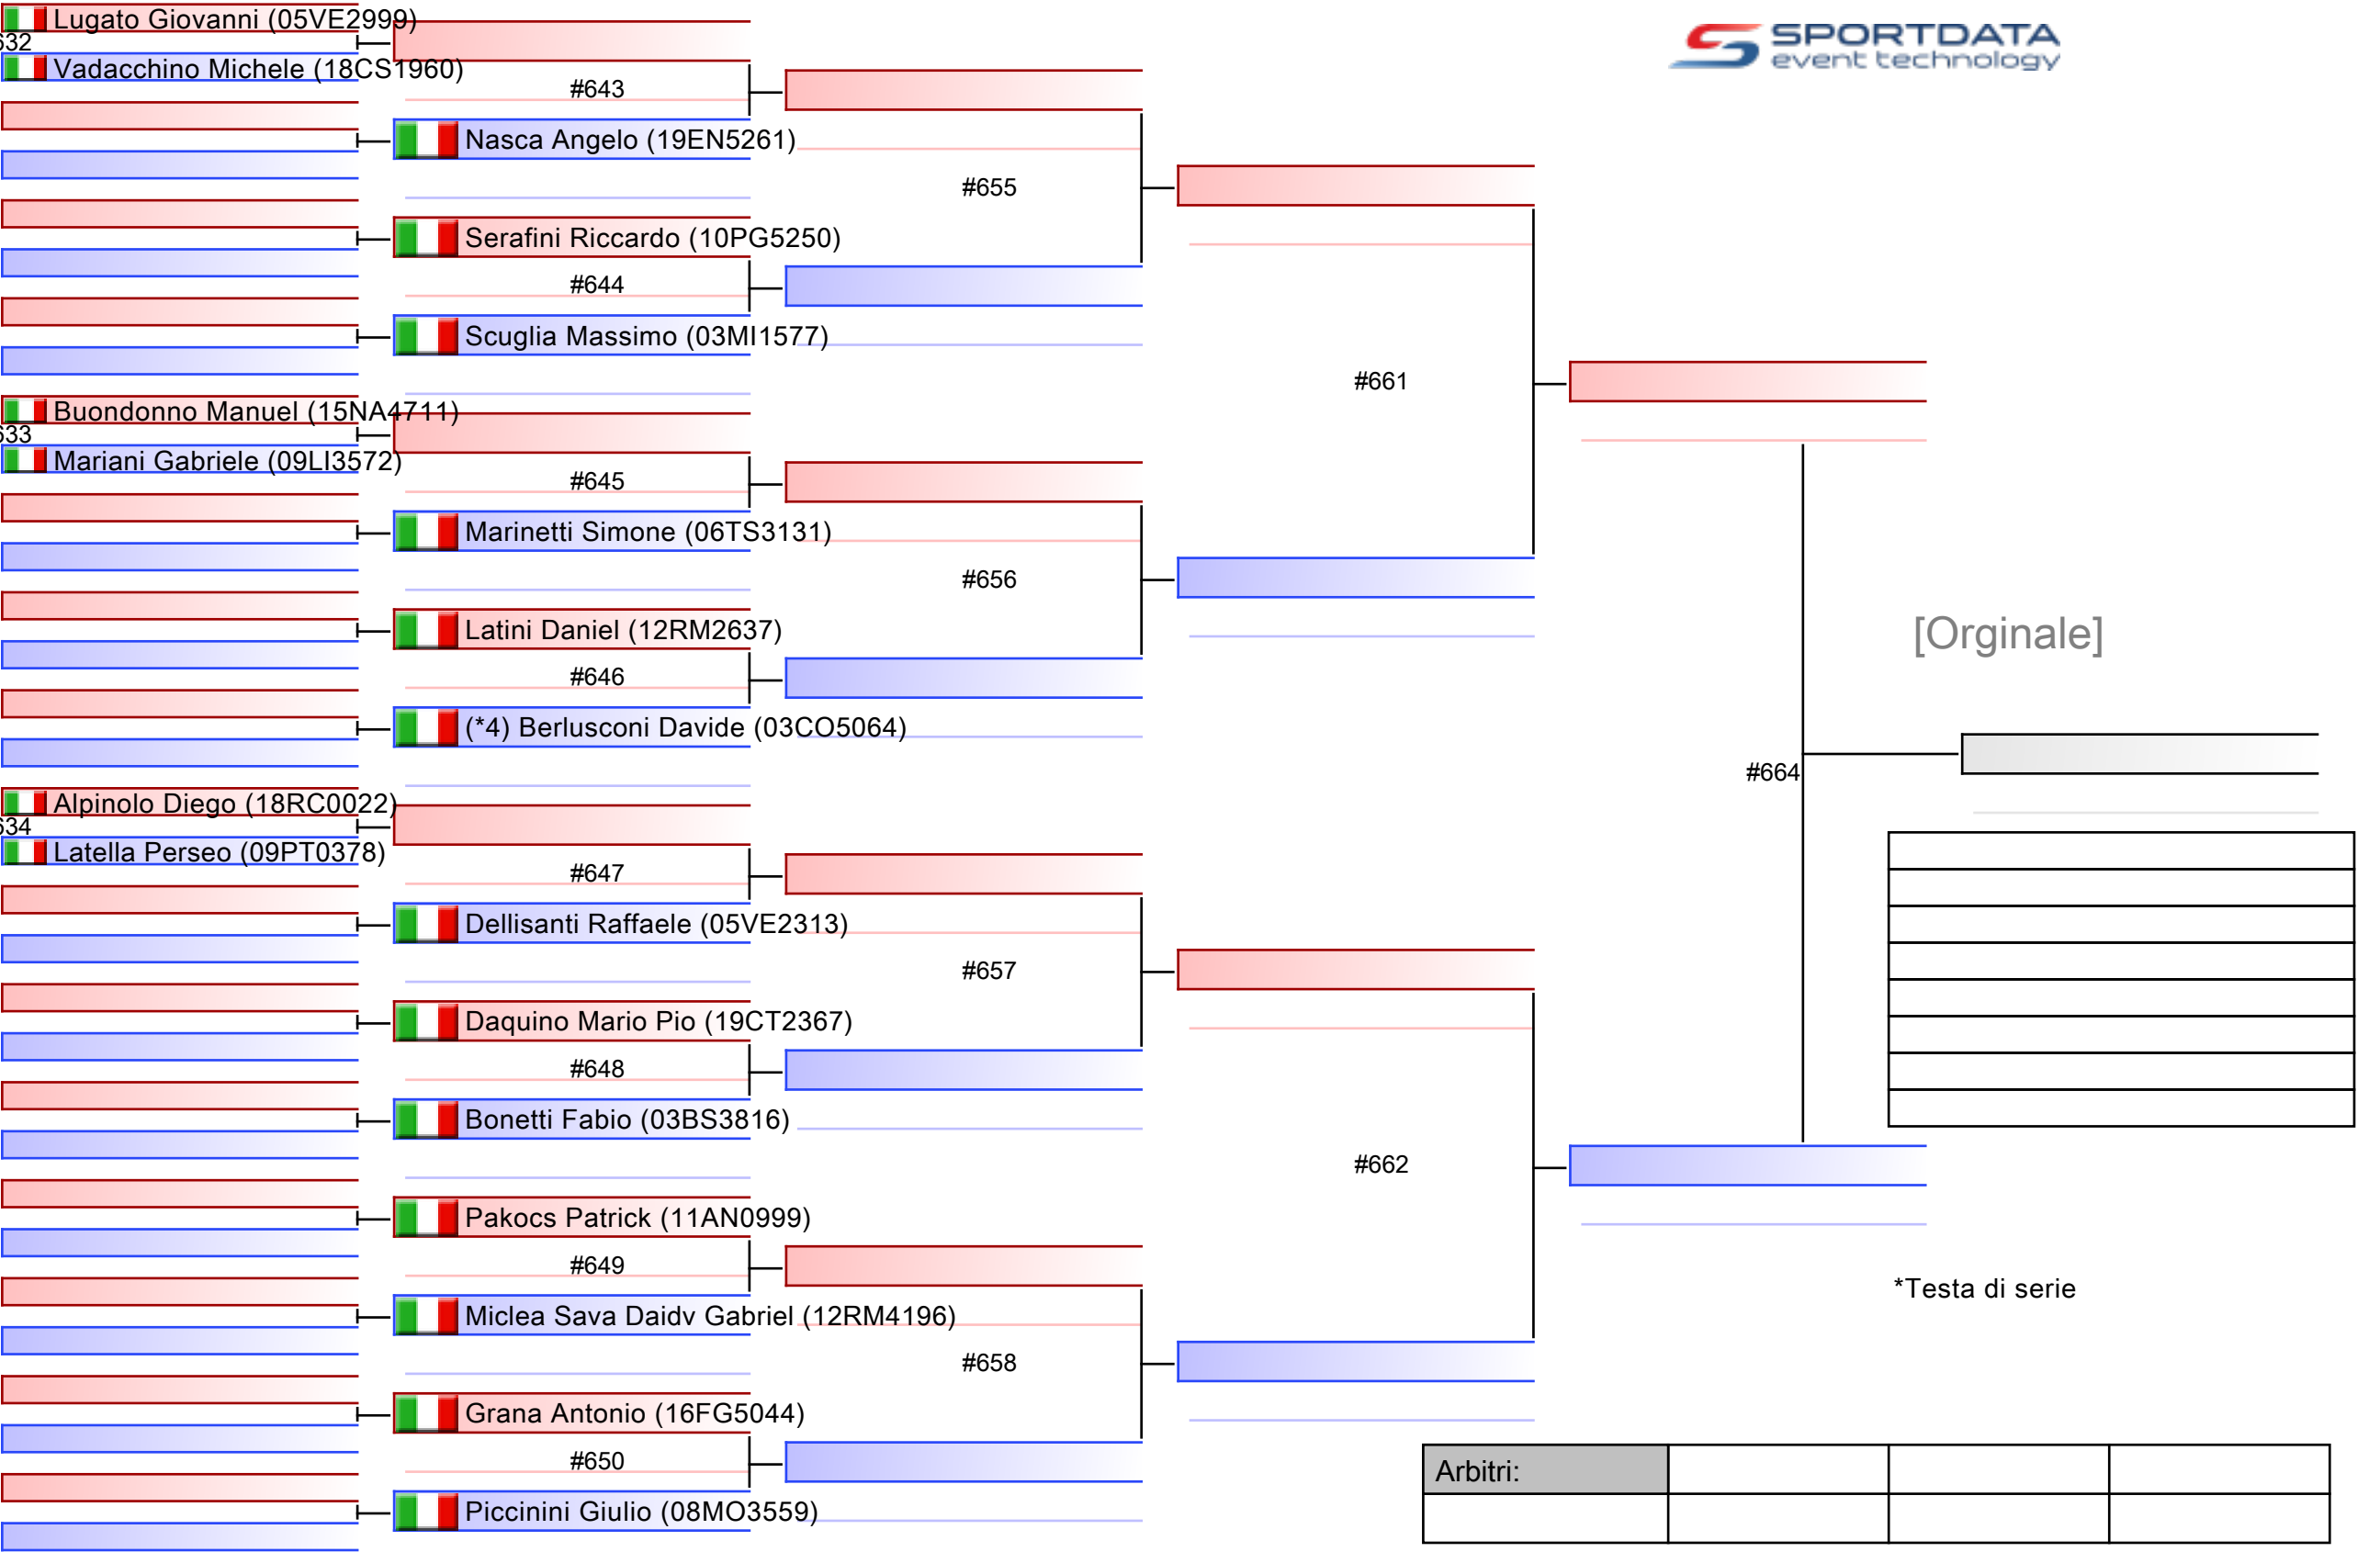 Lugato Giovanni (05VE2999)
632
Vadacchino Michele (18CS1960)
SPORTDATA
event technology
#643
Nasca Angelo (19EN5261)
#655
Serafini Riccardo (10PG5250)
#644
Scuglia Massimo (03MI1577)
#661
Buondonno Manuel (15NA4711)
633
Mariani Gabriele (09LI3572)
#645
Marinetti Simone (06TS3131)
#656
Latini Daniel (12RM2637)
[Orginale]
#646
(*4) Berlusconi Davide (03CO5064)
#664
Alpinolo Diego (18RC0022)
634
Latella Perseo (09PT0378)
#647
Dellisanti Raffaele (05VE2313)
#657
Daquino Mario Pio (19CT2367)
#648
Bonetti Fabio (03BS3816)
#662
Pakocs Patrick (11AN0999)
#649
*Testa di serie
Miclea Sava Daidv Gabriel (12RM4196)
#658
Grana Antonio (16FG5044)
#650
Arbitri:
Piccinini Giulio (08MO3559)